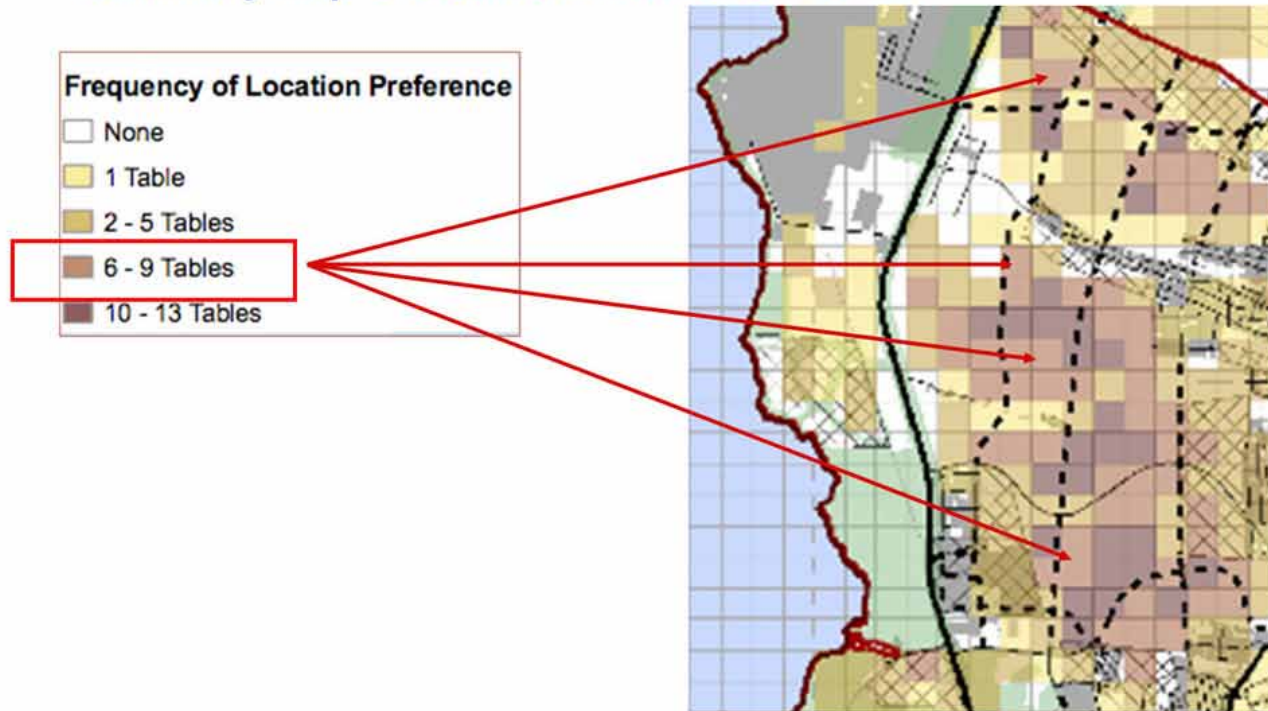 Frequency of Location Preference
None
1 Table
2 - 5 Tables
6 - 9 Tables
10 - 13 Tables